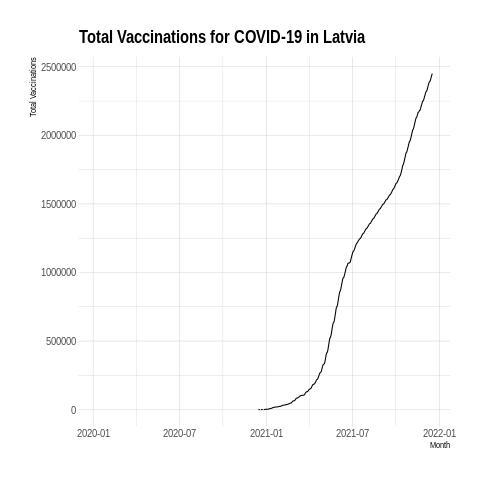 Total Vaccinations for COVID-19 in Latvia
Total Vaccinations
2500000
2000000
1500000
1000000
500000
0
2020-01 2020-07 2021-01 2021-07 2022-01
Month